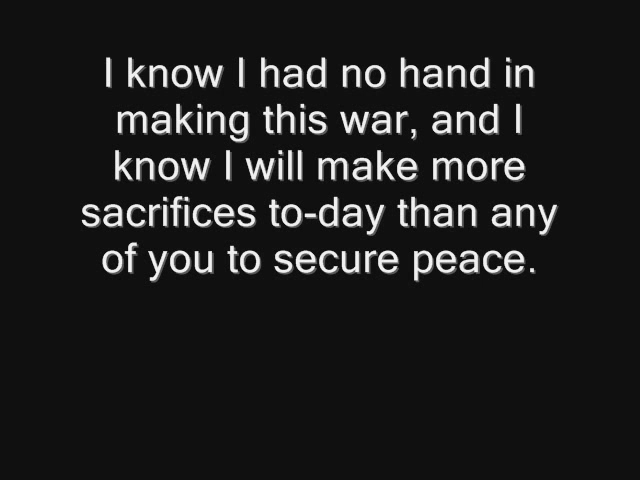 I know I had no hand in
making this war, and I
know I will make more
sacrifices to-day than any
of you to secure peace.